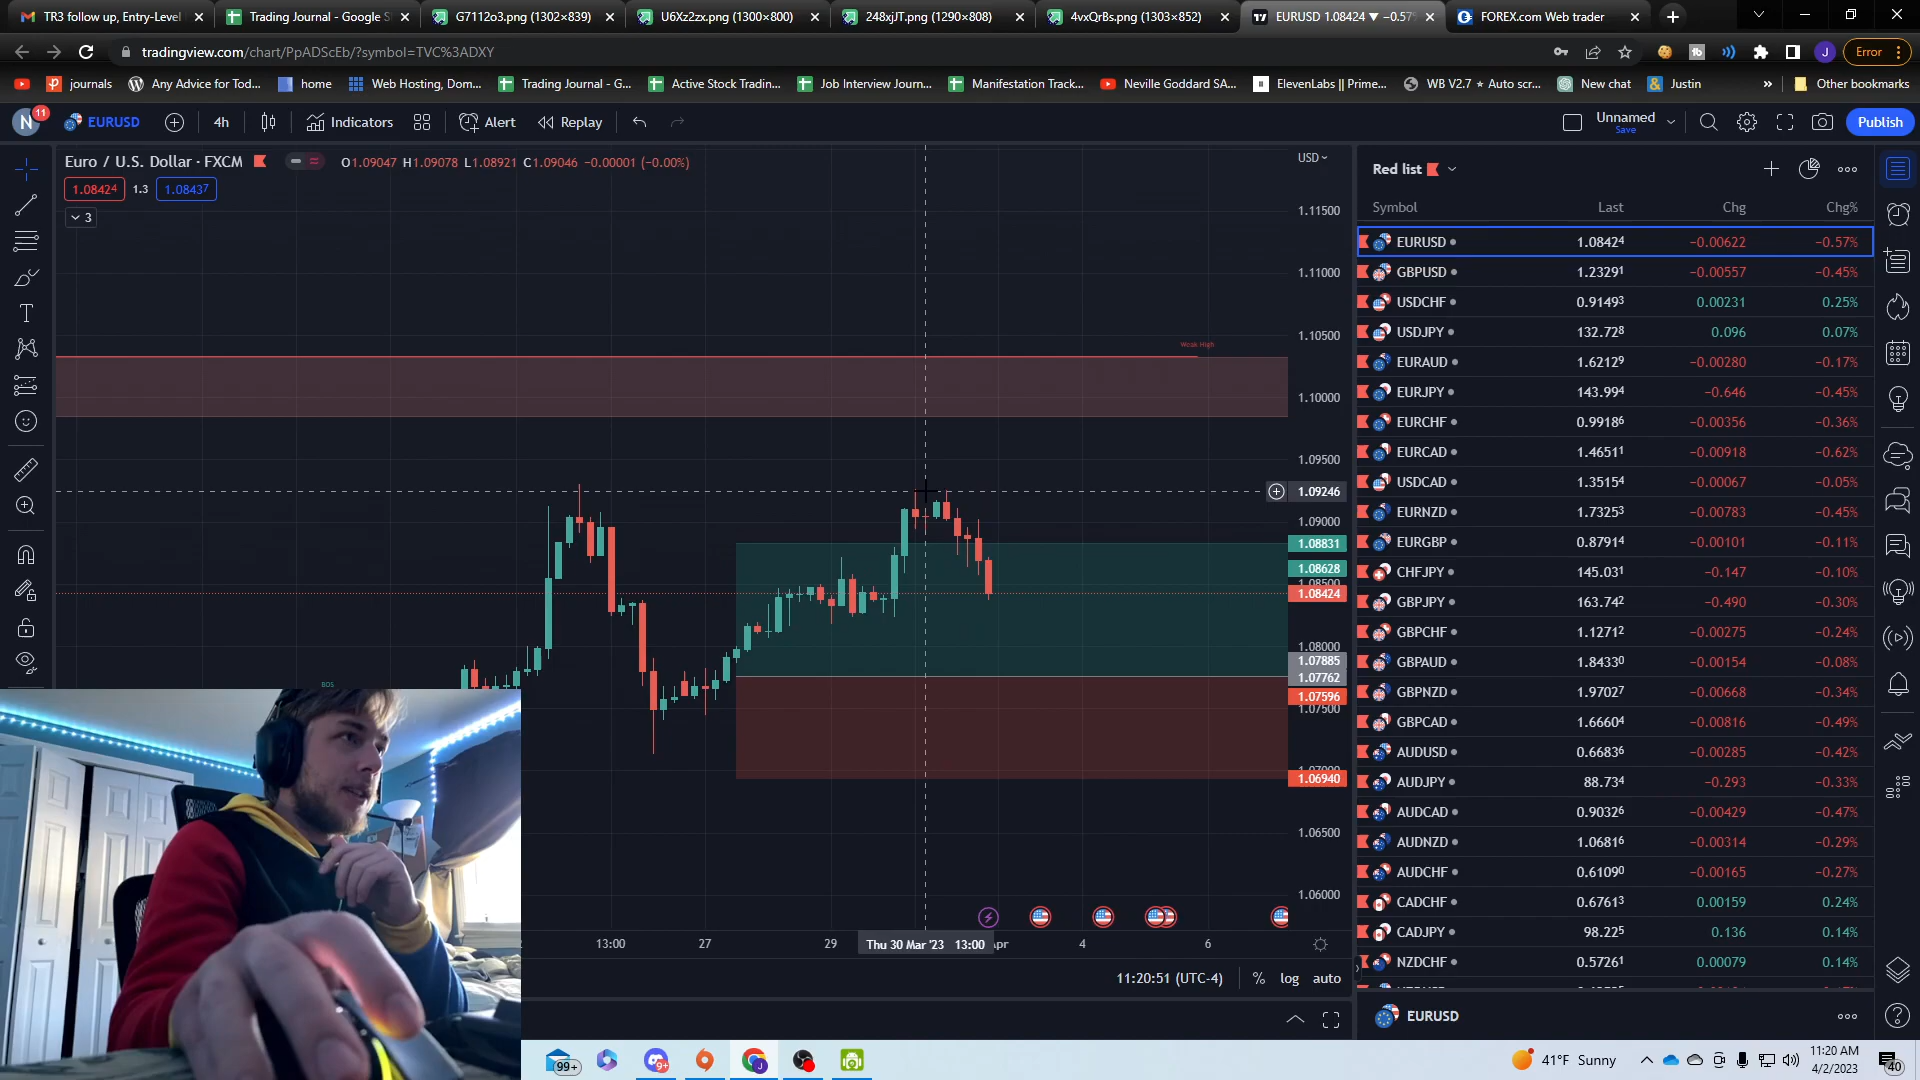 TR3 follow up, Entry-Level
Trading Journal - Google S
G7112o3.png (1302×839)
U6Xz2zx.png (1300×800)
248xjJT.png (1290×808)
4vxQrBs.png (1303×852)
EURUSD 1.08424 ▼ −0.57%
FOREX.com Web trader
tradingview.com/chart/PpADScEb/?symbol=TVC%3ADXY
Error
journals
Any Advice for Tod...
home
Web Hosting, Dom...
Trading Journal - G...
Active Stock Tradin...
Job Interview Journ...
Manifestation Track...
Neville Goddard SA...
ElevenLabs || Prime...
WB V2.7 ★ Auto scr...
New chat
Justin
Other bookmarks
N
11
EURUSD
4h
Indicators
Alert
Replay
Unnamed
Save
Publish
Euro / U.S. Dollar · FXCM
O1.09047 H1.09078 L1.08921 C1.09046 −0.00001 (−0.00%)
1.08424
1.3
1.08437
3
USD
1.11500
1.11000
1.10500
1.10000
1.09500
1.09246
1.09000
1.08831
1.08628
1.08500
1.08424
1.08000
1.07885
1.07762
1.07596
1.07500
1.07000
1.06940
1.06500
1.06000
Weak High
BOS
13:00
27
29
Thu 30 Mar '23 13:00
Apr
4
6
11:20:51 (UTC-4)
%
log
auto
Red list
Symbol Last Chg Chg%
EURUSD 1.08424 −0.00622 −0.57%
GBPUSD 1.23291 −0.00557 −0.45%
USDCHF 0.91493 0.00231 0.25%
USDJPY 132.728 0.096 0.07%
EURAUD 1.62129 −0.00280 −0.17%
EURJPY 143.994 −0.646 −0.45%
EURCHF 0.99186 −0.00356 −0.36%
EURCAD 1.46511 −0.00918 −0.62%
USDCAD 1.35154 −0.00067 −0.05%
EURNZD 1.73253 −0.00783 −0.45%
EURGBP 0.87914 −0.00101 −0.11%
CHFJPY 145.031 −0.147 −0.10%
GBPJPY 163.742 −0.490 −0.30%
GBPCHF 1.12712 −0.00275 −0.24%
GBPAUD 1.84330 −0.00154 −0.08%
GBPNZD 1.97027 −0.00668 −0.34%
GBPCAD 1.66604 −0.00816 −0.49%
AUDUSD 0.66836 −0.00285 −0.42%
AUDJPY 88.734 −0.293 −0.33%
AUDCAD 0.90326 −0.00429 −0.47%
AUDNZD 1.06816 −0.00314 −0.29%
AUDCHF 0.61090 −0.00165 −0.27%
CADCHF 0.67613 0.00159 0.24%
CADJPY 98.225 0.136 0.14%
NZDCHF 0.57261 0.00079 0.14%
EURUSD
99+
9+
41°F Sunny
11:20 AM
4/2/2023
40